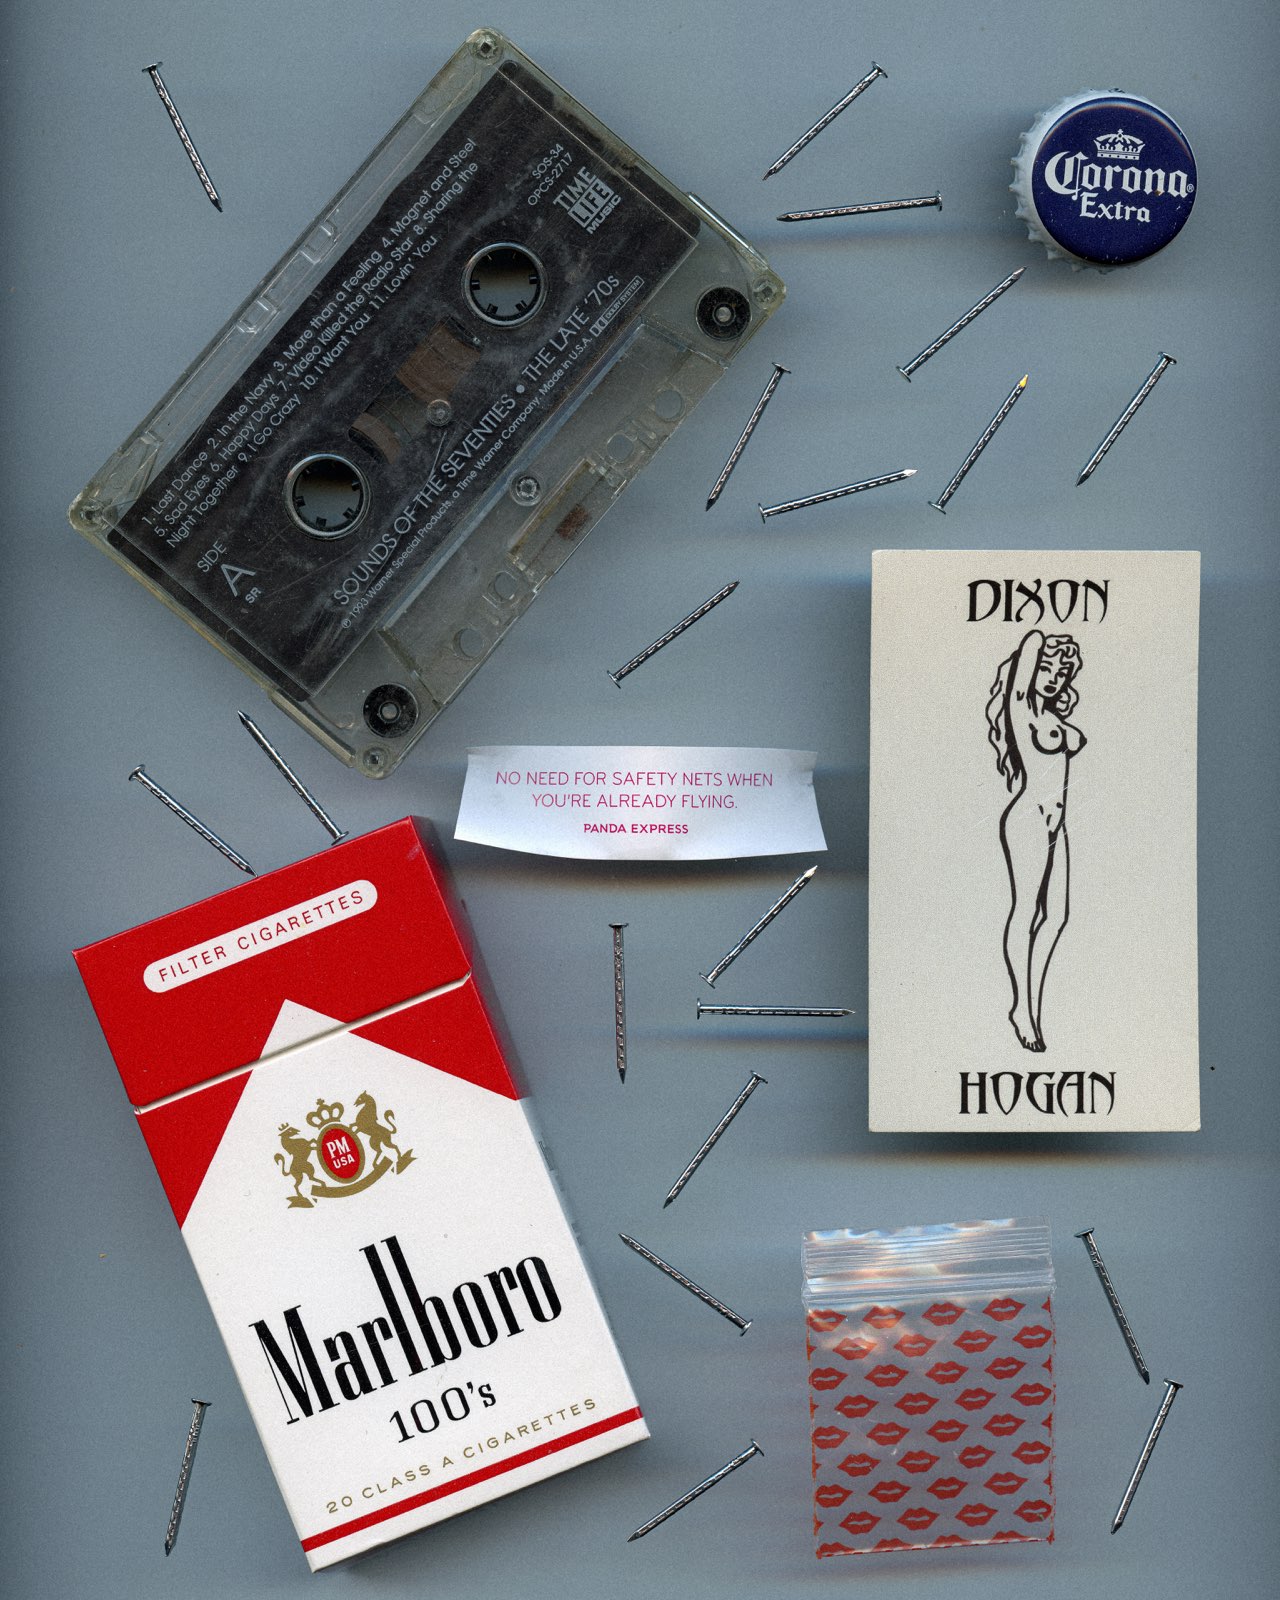 1. Last Dance 2. In the Navy 3. More than a Feeling 4. Magnet and Steel
5. Sad Eyes 6. Happy Days 7. Video Killed the Radio Star 8. Sharing the
Night Together 9. I Go Crazy 10. I Want You 11. Lovin' You
SOS-34
OPCS-2717
TIME
LIFE
MUSIC
SIDE
A
SR
SOUNDS OF THE SEVENTIES • THE LATE '70s
℗ 1993 Warner Special Products, a Time Warner Company. Made in U.S.A. DOLBY SYSTEM
Corona®
Extra
DIXON
HOGAN
NO NEED FOR SAFETY NETS WHEN
YOU'RE ALREADY FLYING.
PANDA EXPRESS
FILTER CIGARETTES
PM
USA
Marlboro
100's
20 CLASS A CIGARETTES